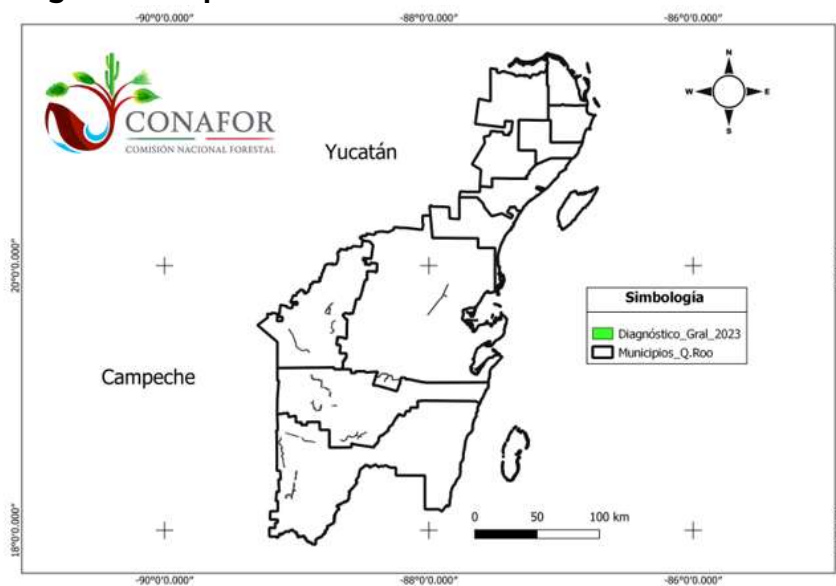 -90°0'0.000"
-88°0'0.000"
-86°0'0.000"
CONAFOR
COMISIÓN NACIONAL FORESTAL
Yucatán
N
W
E
S
20°0'0.000"
Simbología
Diagnóstico_Gral_2023
Municipios_Q.Roo
Campeche
0 50 100 km
18°0'0.000"
-90°0'0.000"
-88°0'0.000"
-86°0'0.000"